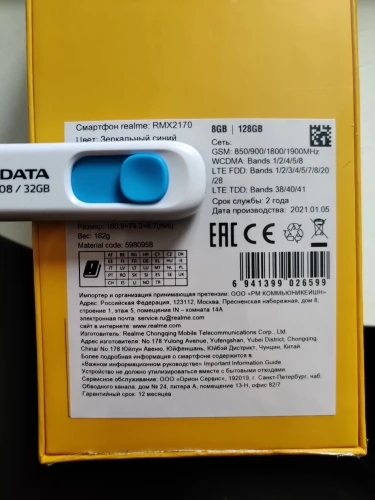 Смартфон realme: RMX2170
8GB | 128GB
Цвет: Зеркальный синий
Сеть:
GSM: 850/900/1800/1900MHz
WCDMA: Bands 1/2/4/5/8
LTE FDD: Bands 1/2/3/4/5/7/8/20
/28
LTE TDD: Bands 38/40/41
Срок службы: 2 года
Дата производства: 2021.01.05
DATA
08 / 32GB
Вес: 182g
Material code: 5980958
EAC CE
6 941399 026599
Импортер и организация принимающая претензии: ООО «РМ КОММЬЮНИКЕЙШН»
Адрес: Российская Федерация, 123112, Москва, Пресненская набережная, дом 8,
строение 1, этаж 5, помещение IN – комната 14А
электронная почта: service.ru@realme.com
сайт в интернете: www.realme.com
Изготовитель: Realme Chongqing Mobile Telecommunications Corp., Ltd.
Адрес: No 178 Yulong Avenue, Yufengshan, Yubei District, Chongqing,
China/ No 178 Юйлун Авеню, Юйфеншань, Юйбэй Дистрикт, Чунцин, Китай.
Более подробную информацию о смартфоне содержится в
«Важном информационном руководстве» Important Information Guide
Устройство не должно утилизироваться вместе с бытовыми отходами
Сервисное обслуживание: ООО «Орион Сервис», 192019, г. Санкт-Петербург, наб.
Обводного канала, дом № 24, литера А, помещение 13-Н, офис 82/7
Гарантийный срок: 12 месяцев